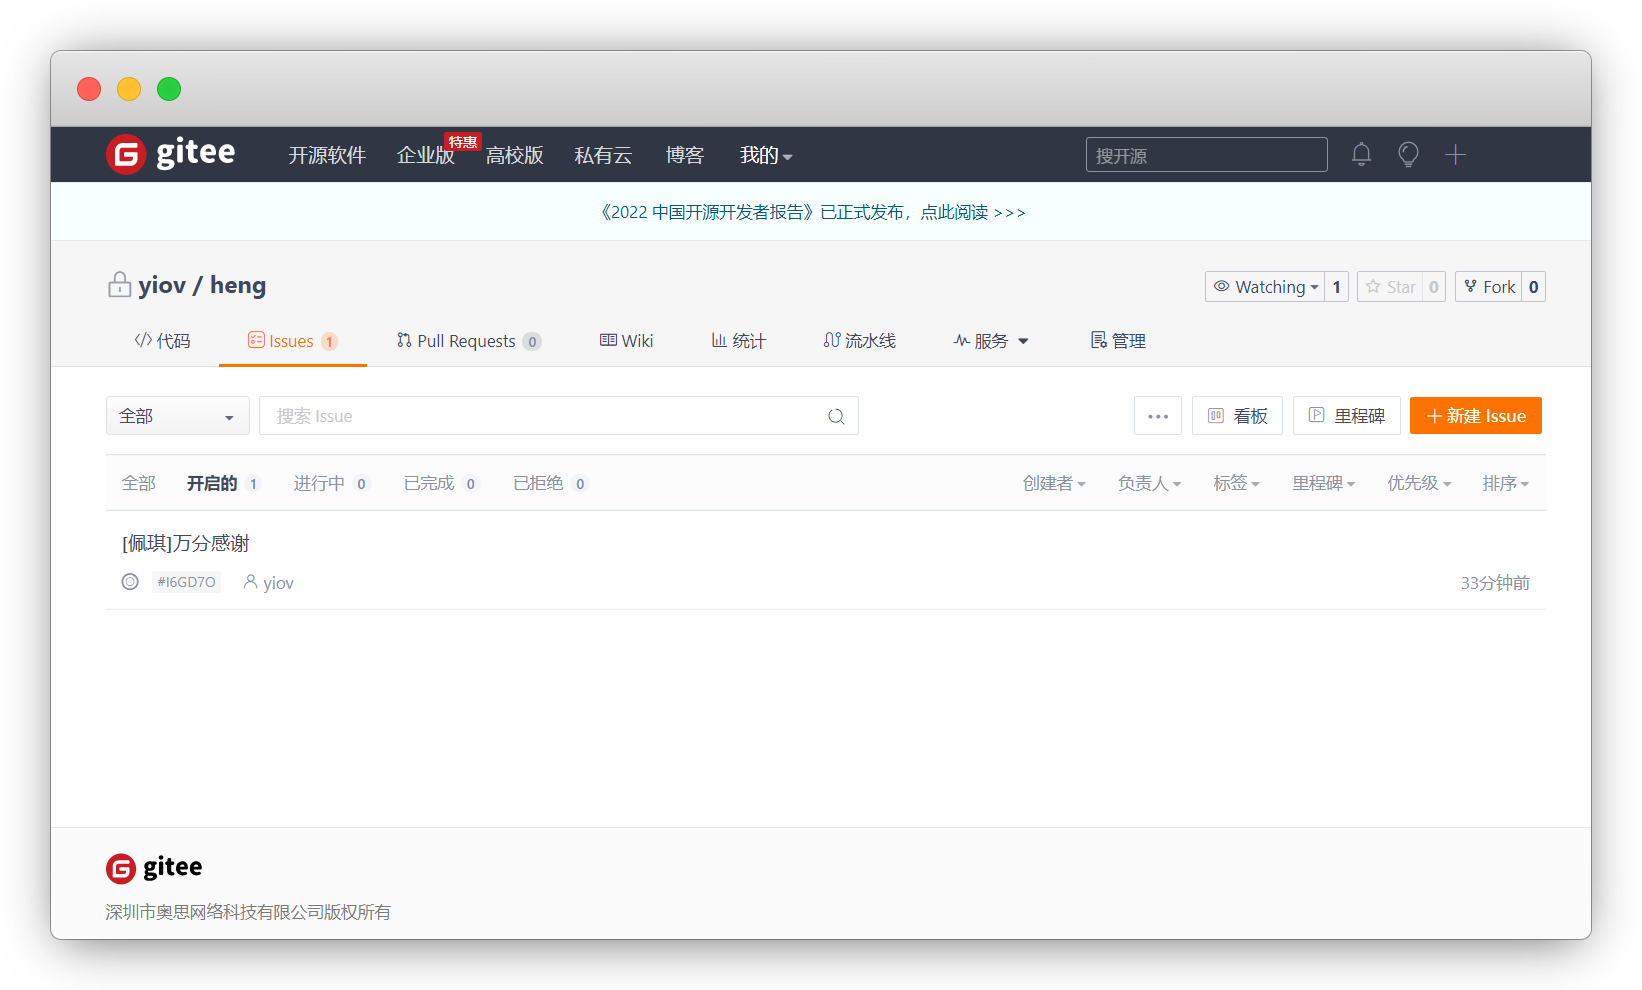 gitee 开源软件 企业版 特惠 高校版 私有云 博客 我的 搜开源
《2022 中国开源开发者报告》已正式发布，点此阅读 >>>
yiov / heng Watching 1 Star 0 Fork 0
代码 Issues 1 Pull Requests 0 Wiki 统计 流水线 服务 管理
全部 搜索 Issue 看板 里程碑 新建 Issue
全部 开启的 1 进行中 0 已完成 0 已拒绝 0 创建者 负责人 标签 里程碑 优先级 排序
[佩琪]万分感谢
#I6GD7O yiov 33分钟前
gitee
深圳市奥思网络科技有限公司版权所有